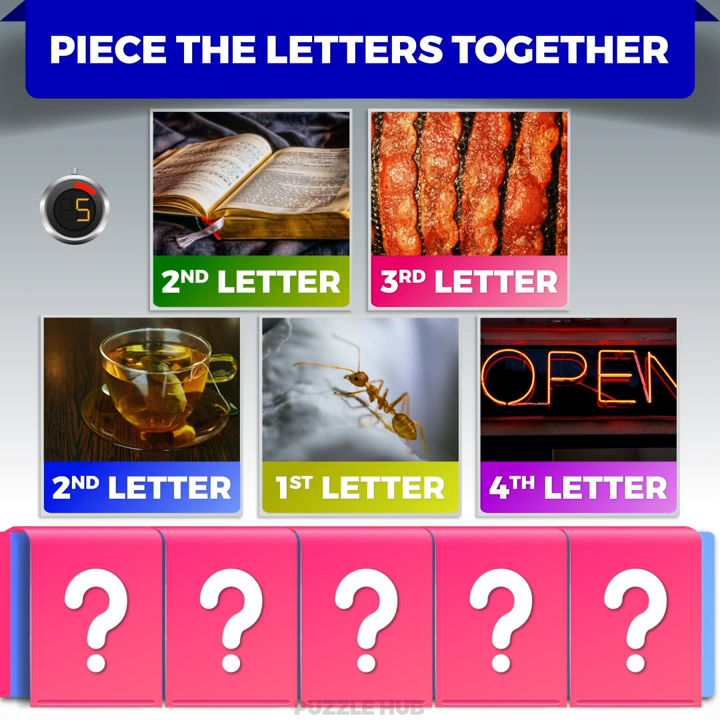 PIECE THE LETTERS TOGETHER
5
2ND LETTER
3RD LETTER
OPEN
2ND LETTER
1ST LETTER
4TH LETTER
? ? ? ? ?
PUZZLE HUB